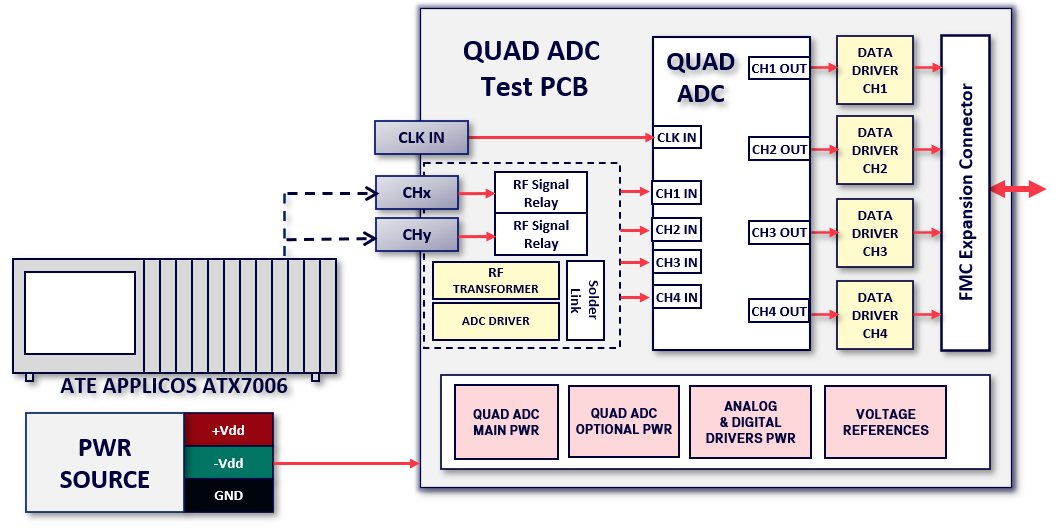 QUAD ADC
Test PCB
CLK IN
CHx
CHy
RF Signal
Relay
RF Signal
Relay
RF
TRANSFORMER
ADC DRIVER
Solder
Link
QUAD
ADC
CLK IN
CH1 IN
CH2 IN
CH3 IN
CH4 IN
CH1 OUT
CH2 OUT
CH3 OUT
CH4 OUT
DATA
DRIVER
CH1
DATA
DRIVER
CH2
DATA
DRIVER
CH3
DATA
DRIVER
CH4
FMC Expansion Connector
ATE APPLICOS ATX7006
PWR
SOURCE
+Vdd
-Vdd
GND
QUAD ADC
MAIN PWR
QUAD ADC
OPTIONAL PWR
ANALOG
& DIGITAL
DRIVERS PWR
VOLTAGE
REFERENCES